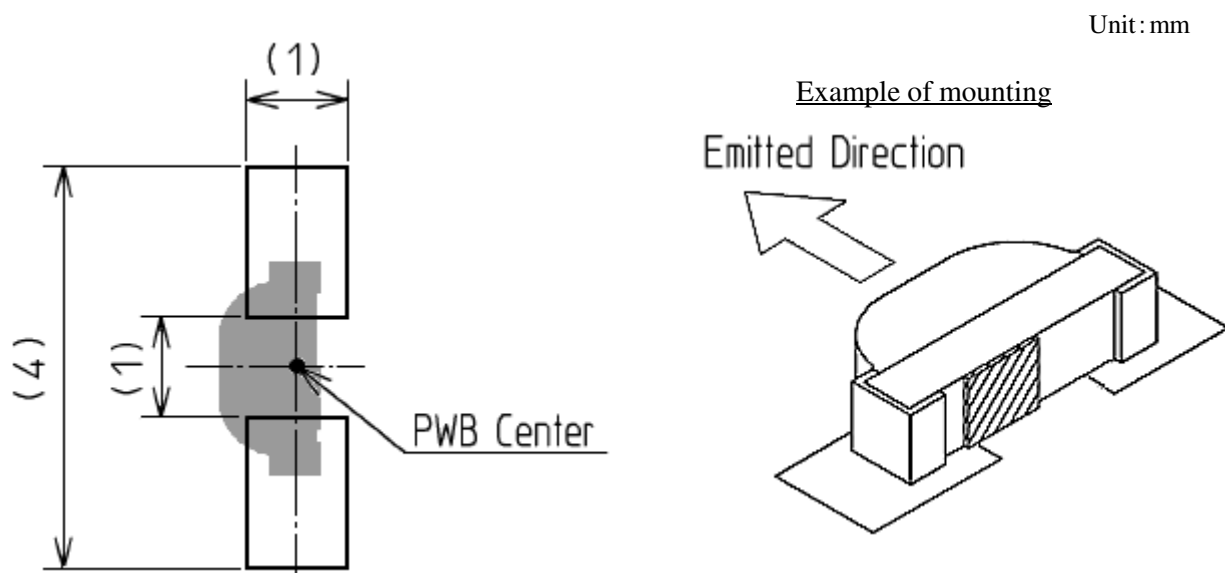 Unit：mm
(1)
Example of mounting
Emitted Direction
(4)
(1)
PWB Center